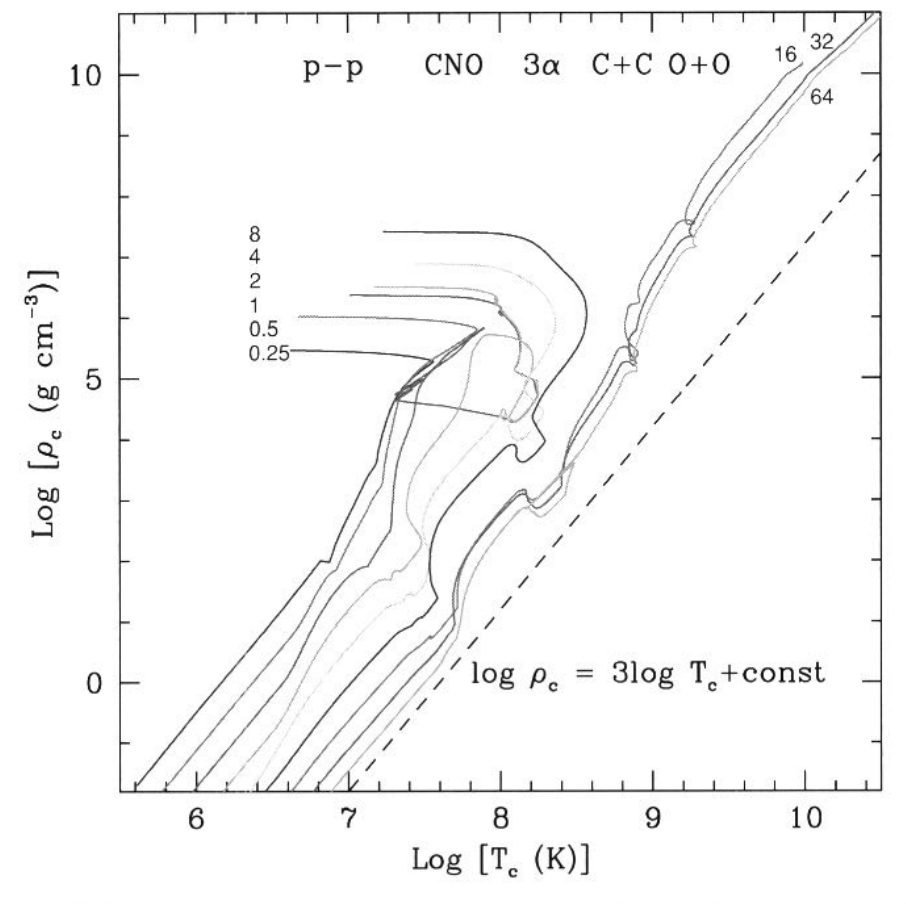 p-p CNO 3α C+C O+O
16 32
64
10
5
0
8
4
2
1
0.5
0.25
log ρc = 3log Tc+const
6 7 8 9 10
Log [Tc (K)]
Log [ρc (g cm⁻³)]